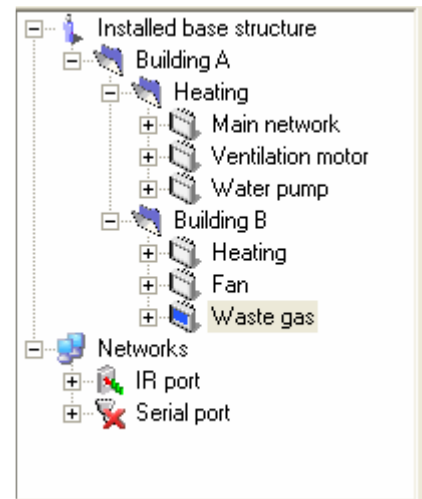 Installed base structure
Building A
Heating
Main network
Ventilation motor
Water pump
Building B
Heating
Fan
Waste gas
Networks
IR port
Serial port